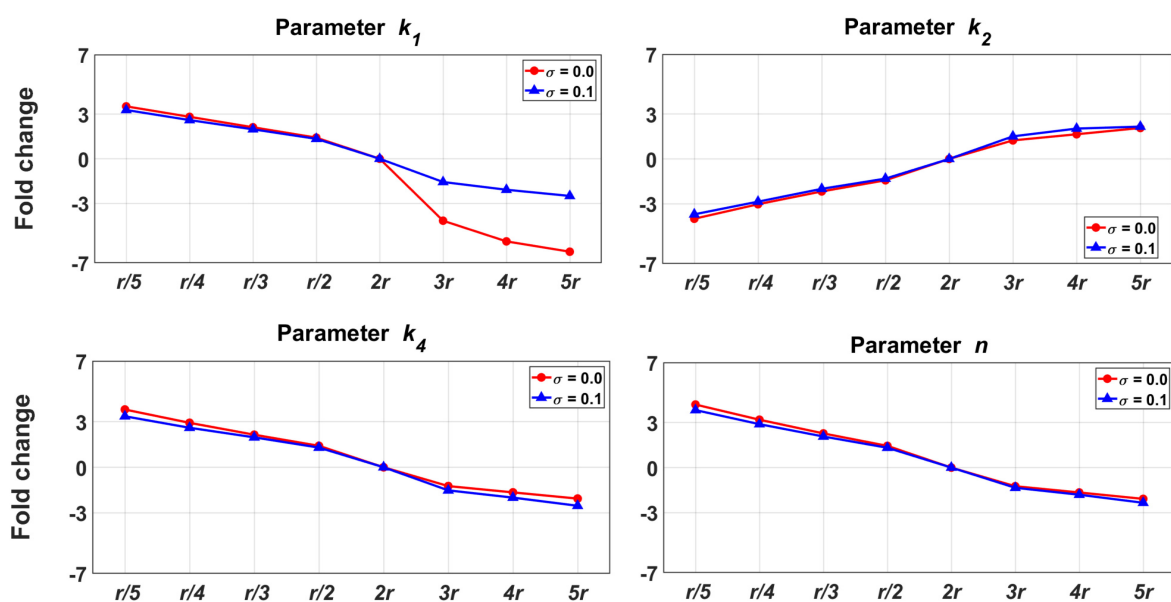 Parameter k₁
7
3
0
-3
-7
Fold change
σ = 0.0
σ = 0.1
r/5 r/4 r/3 r/2 2r 3r 4r 5r
Parameter k₂
7
3
0
-3
-7
σ = 0.0
σ = 0.1
r/5 r/4 r/3 r/2 2r 3r 4r 5r
Parameter k₄
7
3
0
-3
-7
Fold change
σ = 0.0
σ = 0.1
r/5 r/4 r/3 r/2 2r 3r 4r 5r
Parameter n
7
3
0
-3
-7
σ = 0.0
σ = 0.1
r/5 r/4 r/3 r/2 2r 3r 4r 5r